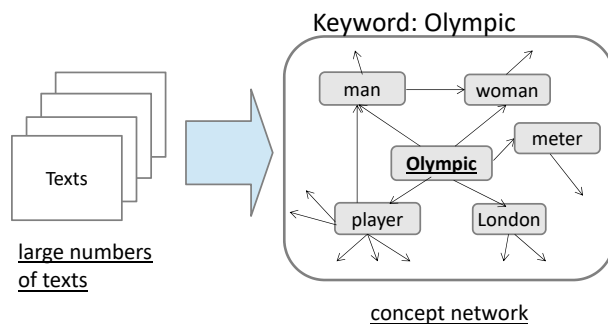 Keyword: Olympic
man
woman
meter
Olympic
Texts
player
London
large numbers
of texts
concept network